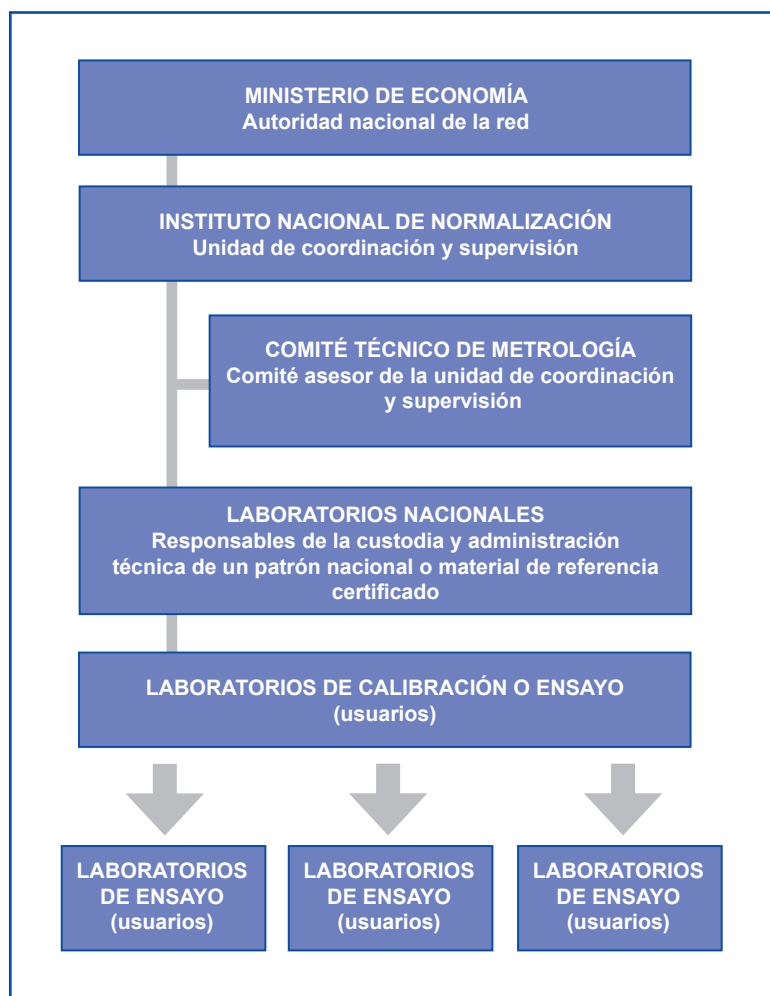 MINISTERIO DE ECONOMÍA
Autoridad nacional de la red
INSTITUTO NACIONAL DE NORMALIZACIÓN
Unidad de coordinación y supervisión
COMITÉ TÉCNICO DE METROLOGÍA
Comité asesor de la unidad de coordinación
y supervisión
LABORATORIOS NACIONALES
Responsables de la custodia y administración
técnica de un patrón nacional o material de referencia
certificado
LABORATORIOS DE CALIBRACIÓN O ENSAYO
(usuarios)
LABORATORIOS
DE ENSAYO
(usuarios)
LABORATORIOS
DE ENSAYO
(usuarios)
LABORATORIOS
DE ENSAYO
(usuarios)